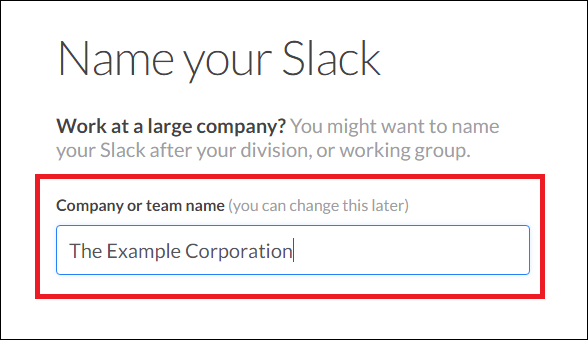 Name your Slack
Work at a large company? You might want to name
your Slack after your division, or working group.
Company or team name (you can change this later)
The Example Corporation